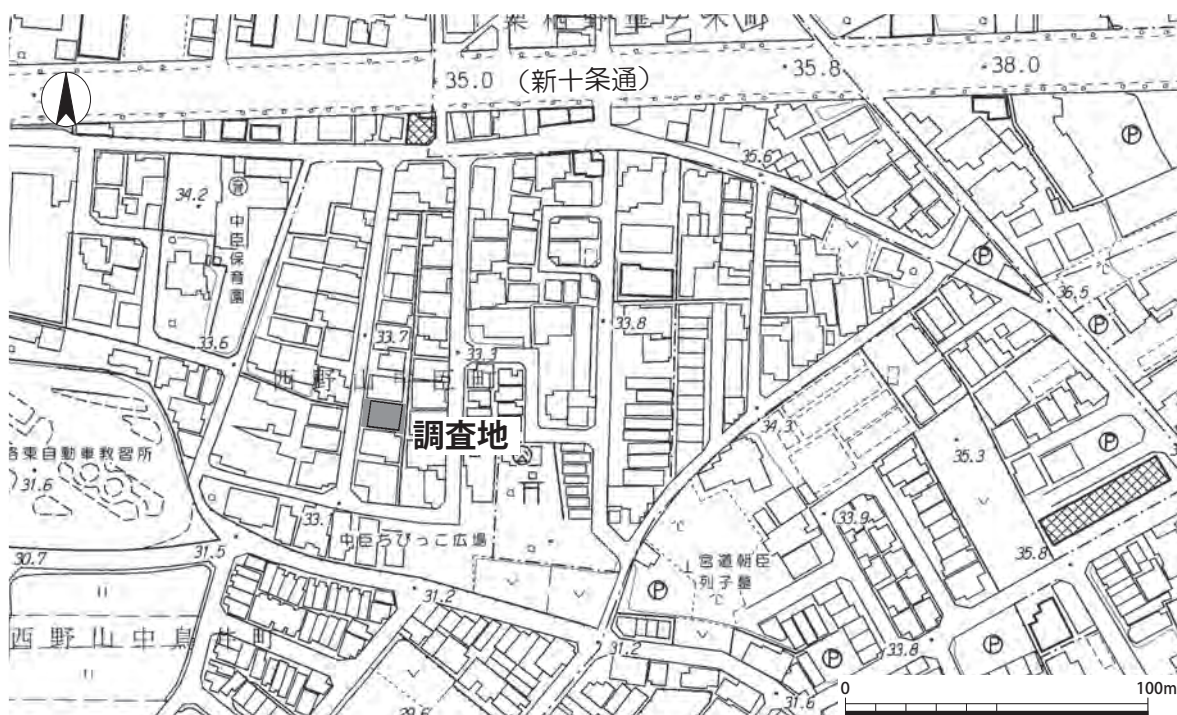 35.0
(新十条通)
35.8
38.0
35.6
34.2
中臣保育園
36.5
33.6
33.7
33.3
33.8
西野山中臣町
調査地
34.3
洛東自動車教習所
31.6
35.3
33.1
中臣ちびっこ広場
33.9
宮道朝臣
列子墓
30.7
31.5
31.2
35.8
西野山中鳥井町
31.2
33.8
31.6
29.6
0
100m
P
P
P
P
P
P
P